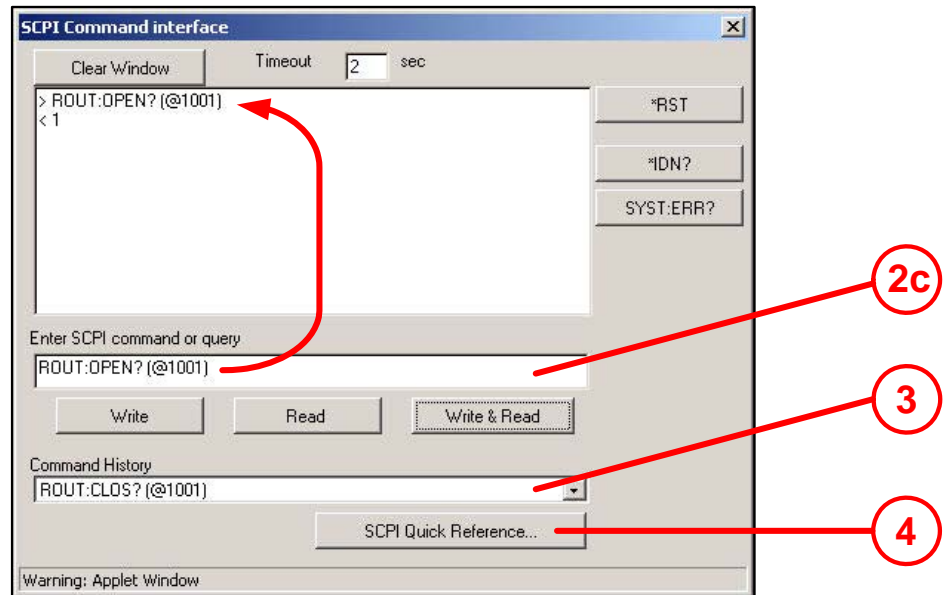 SCPI Command interface
Clear Window
Timeout 2 sec
> ROUT:OPEN? (@1001)
< 1
*RST
*IDN?
SYST:ERR?
2c
Enter SCPI command or query
ROUT:OPEN? (@1001)
Write Read Write & Read
3
Command History
ROUT:CLOS? (@1001)
SCPI Quick Reference...
4
Warning: Applet Window